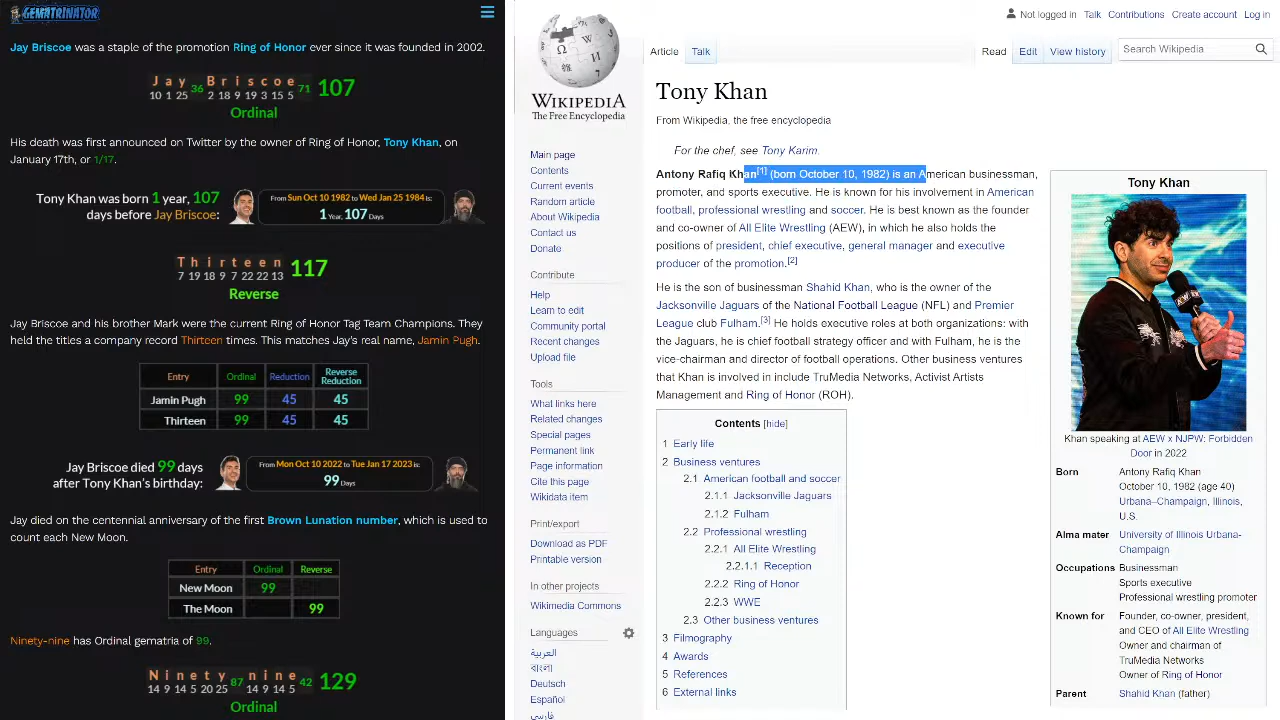 GEMATRINATOR
Jay Briscoe was a staple of the promotion Ring of Honor ever since it was founded in 2002.
Jay 36 Briscoe 71 107
10 1 25 2 18 9 19 3 15 5
Ordinal
His death was first announced on Twitter by the owner of Ring of Honor, Tony Khan, on
January 17th, or 1/17.
Tony Khan was born 1 year, 107
days before Jay Briscoe:
From Sun Oct 10 1982 to Wed Jan 25 1984 is:
1 Year, 107 Days
Thirteen 117
7 19 18 9 7 22 22 13
Reverse
Jay Briscoe and his brother Mark were the current Ring of Honor Tag Team Champions. They
held the titles a company record Thirteen times. This matches Jay's real name, Jamin Pugh.
Entry Ordinal Reduction Reverse
Reduction
Jamin Pugh 99 45 45
Thirteen 99 45 45
Jay Briscoe died 99 days
after Tony Khan's birthday:
From Mon Oct 10 2022 to Tue Jan 17 2023 is:
99 Days
Jay died on the centennial anniversary of the first Brown Lunation number, which is used to
count each New Moon.
Entry Ordinal Reverse
New Moon 99
The Moon 99
Ninety-nine has Ordinal gematria of 99.
Ninety 87 nine 42 129
14 9 14 5 20 25 14 9 14 5
Ordinal
WIKIPEDIA
The Free Encyclopedia
Main page
Contents
Current events
Random article
About Wikipedia
Contact us
Donate
Contribute
Help
Learn to edit
Community portal
Recent changes
Upload file
Tools
What links here
Related changes
Special pages
Permanent link
Page information
Cite this page
Wikidata item
Print/export
Download as PDF
Printable version
In other projects
Wikimedia Commons
Languages
العربية
বাংলা
Deutsch
Español
فارسی
Not logged in Talk Contributions Create account Log in
Article Talk Read Edit View history Search Wikipedia
Tony Khan
From Wikipedia, the free encyclopedia
For the chef, see Tony Karim.
Antony Rafiq Khan[1] (born October 10, 1982) is an American businessman,
promoter, and sports executive. He is known for his involvement in American
football, professional wrestling and soccer. He is best known as the founder
and co-owner of All Elite Wrestling (AEW), in which he also holds the
positions of president, chief executive, general manager and executive
producer of the promotion.[2]
He is the son of businessman Shahid Khan, who is the owner of the
Jacksonville Jaguars of the National Football League (NFL) and Premier
League club Fulham.[3] He holds executive roles at both organizations: with
the Jaguars, he is chief football strategy officer and with Fulham, he is the
vice-chairman and director of football operations. Other business ventures
that Khan is involved in include TruMedia Networks, Activist Artists
Management and Ring of Honor (ROH).
Contents [hide]
1 Early life
2 Business ventures
2.1 American football and soccer
2.1.1 Jacksonville Jaguars
2.1.2 Fulham
2.2 Professional wrestling
2.2.1 All Elite Wrestling
2.2.1.1 Reception
2.2.2 Ring of Honor
2.2.3 WWE
2.3 Other business ventures
3 Filmography
4 Awards
5 References
6 External links
Tony Khan
AEW
Khan speaking at AEW x NJPW: Forbidden
Door in 2022
Born Antony Rafiq Khan
October 10, 1982 (age 40)
Urbana–Champaign, Illinois,
U.S.
Alma mater University of Illinois Urbana-
Champaign
Occupations Businessman
Sports executive
Professional wrestling promoter
Known for Founder, co-owner, president,
and CEO of All Elite Wrestling
Owner and chairman of
TruMedia Networks
Owner of Ring of Honor
Parent Shahid Khan (father)